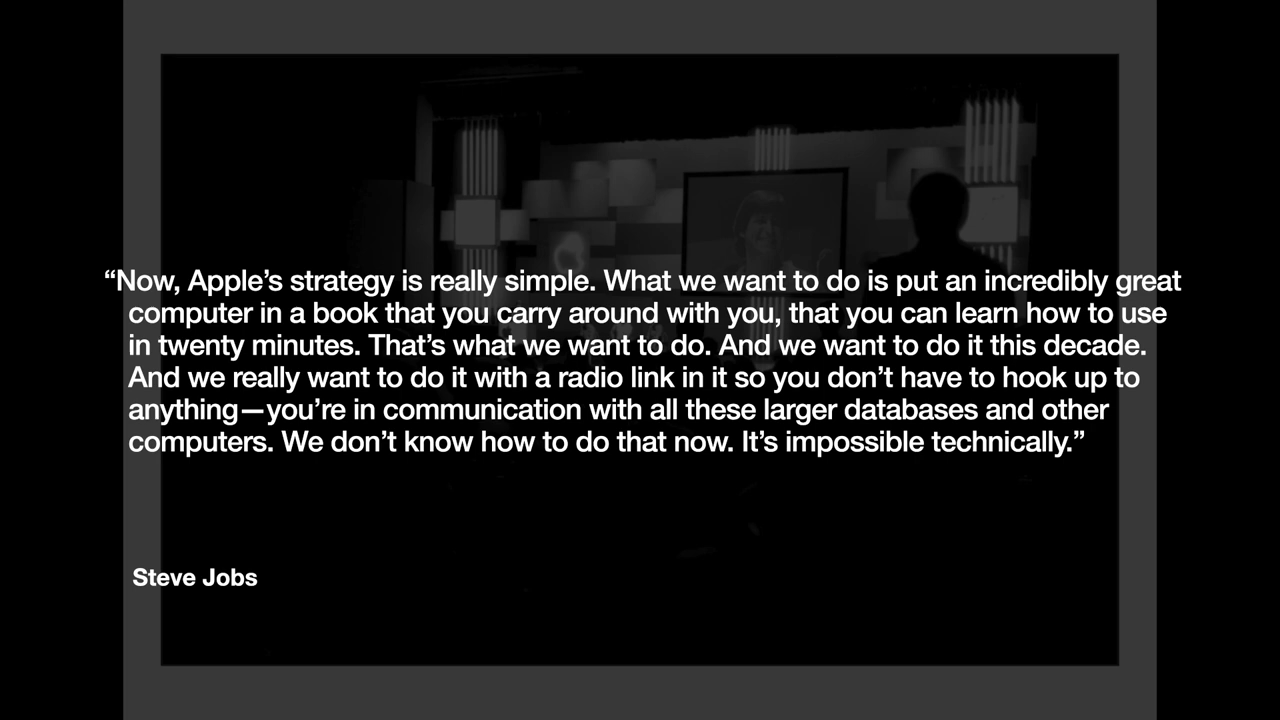 “Now, Apple’s strategy is really simple. What we want to do is put an incredibly great
computer in a book that you carry around with you, that you can learn how to use
in twenty minutes. That’s what we want to do. And we want to do it this decade.
And we really want to do it with a radio link in it so you don’t have to hook up to
anything—you’re in communication with all these larger databases and other
computers. We don’t know how to do that now. It’s impossible technically.”
Steve Jobs